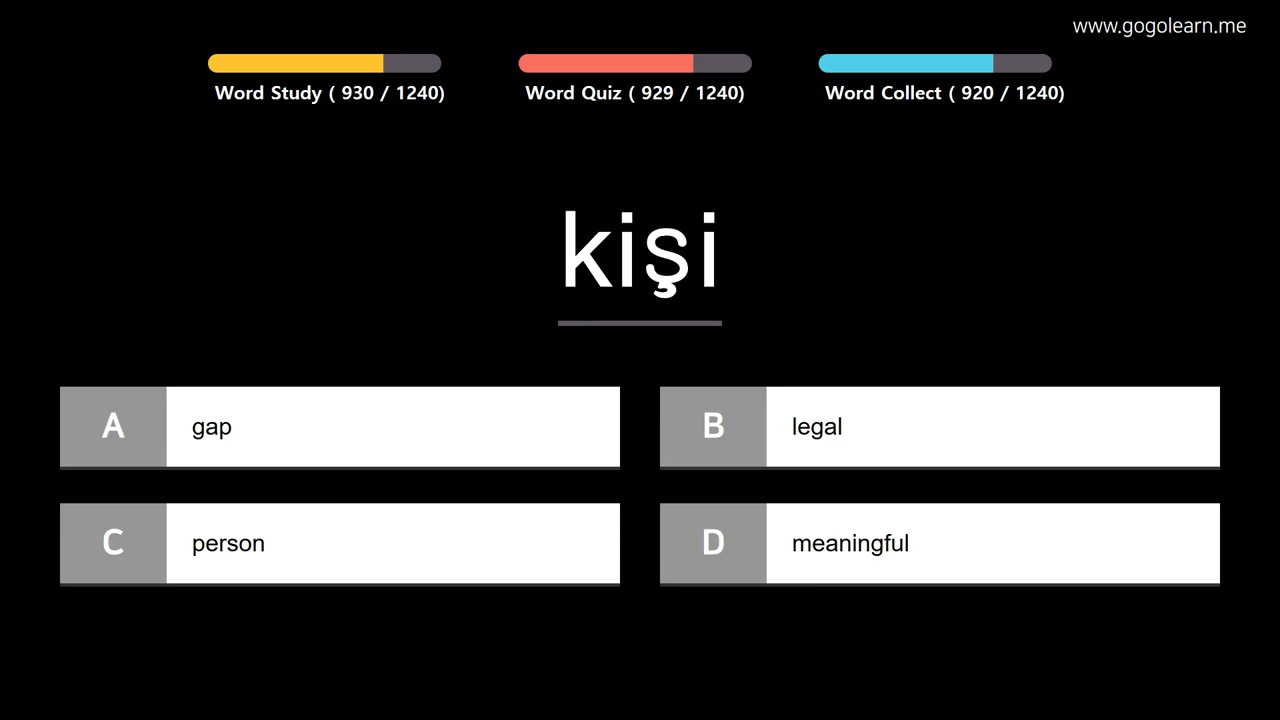 www.gogolearn.me
Word Study ( 930 / 1240)
Word Quiz ( 929 / 1240)
Word Collect ( 920 / 1240)
kişi
A gap
B legal
C person
D meaningful